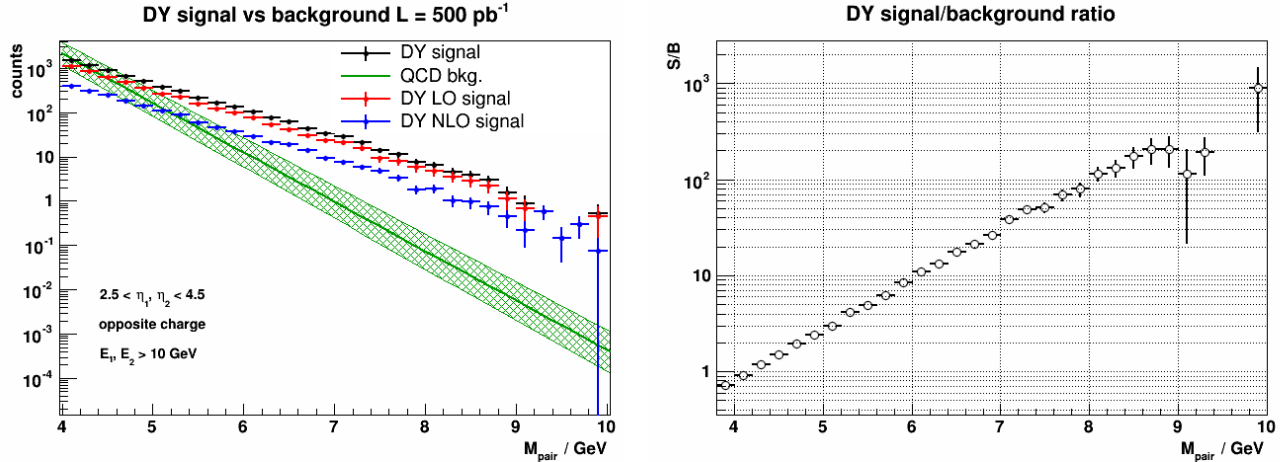 DY signal vs background L = 500 pb⁻¹
counts
DY signal
QCD bkg.
DY LO signal
DY NLO signal
10³
10²
10
1
10⁻¹
10⁻²
10⁻³
10⁻⁴
2.5 < η₁, η₂ < 4.5
opposite charge
E₁, E₂ > 10 GeV
4 5 6 7 8 9 10
M_pair / GeV
DY signal/background ratio
S/B
10³
10²
10
1
4 5 6 7 8 9 10
M_pair / GeV